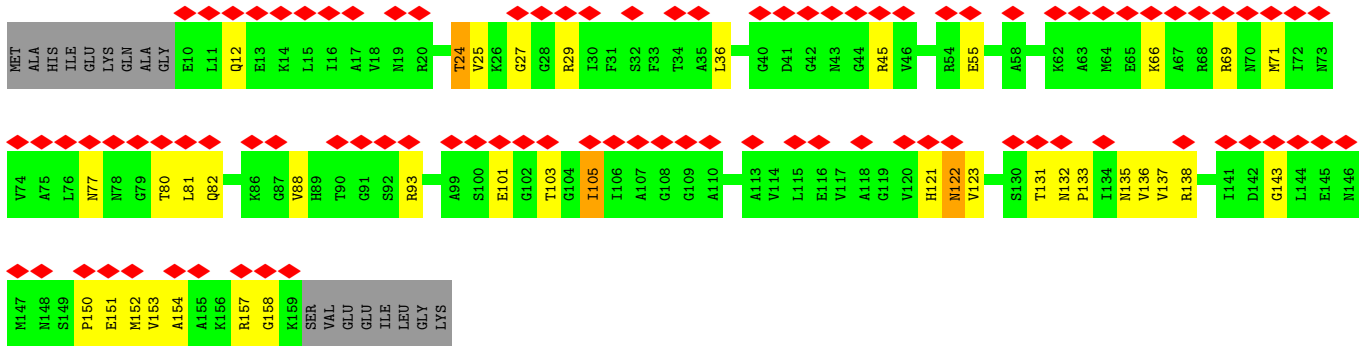 MET ALA HIS ILE GLU LYS GLN ALA GLY E10 L11 Q12 E13 K14 L15 I16 A17 V18 N19 R20 T24 V25 K26 G27 G28 R29 I30 F31 S32 F33 T34 A35 L36 G40 D41 G42 N43 G44 R45 V46 R54 E55 A58 K62 A63 M64 E65 K66 A67 R68 R69 N70 M71 I72 N73
V74 A75 L76 N77 N78 G79 T80 L81 Q82 K86 G87 V88 H89 T90 G91 S92 R93 A99 S100 E101 G102 T103 G104 I105 I106 A107 G108 G109 A110 A113 V114 L115 E116 V117 A118 G119 V120 H121 N122 V123 S130 T131 N132 P133 I134 N135 V136 V137 R138 I141 D142 G143 L144 E145 N146
M147 N148 S149 P150 E151 M152 V153 A154 A155 K156 R157 G158 K159 SER VAL GLU GLU ILE LEU GLY LYS